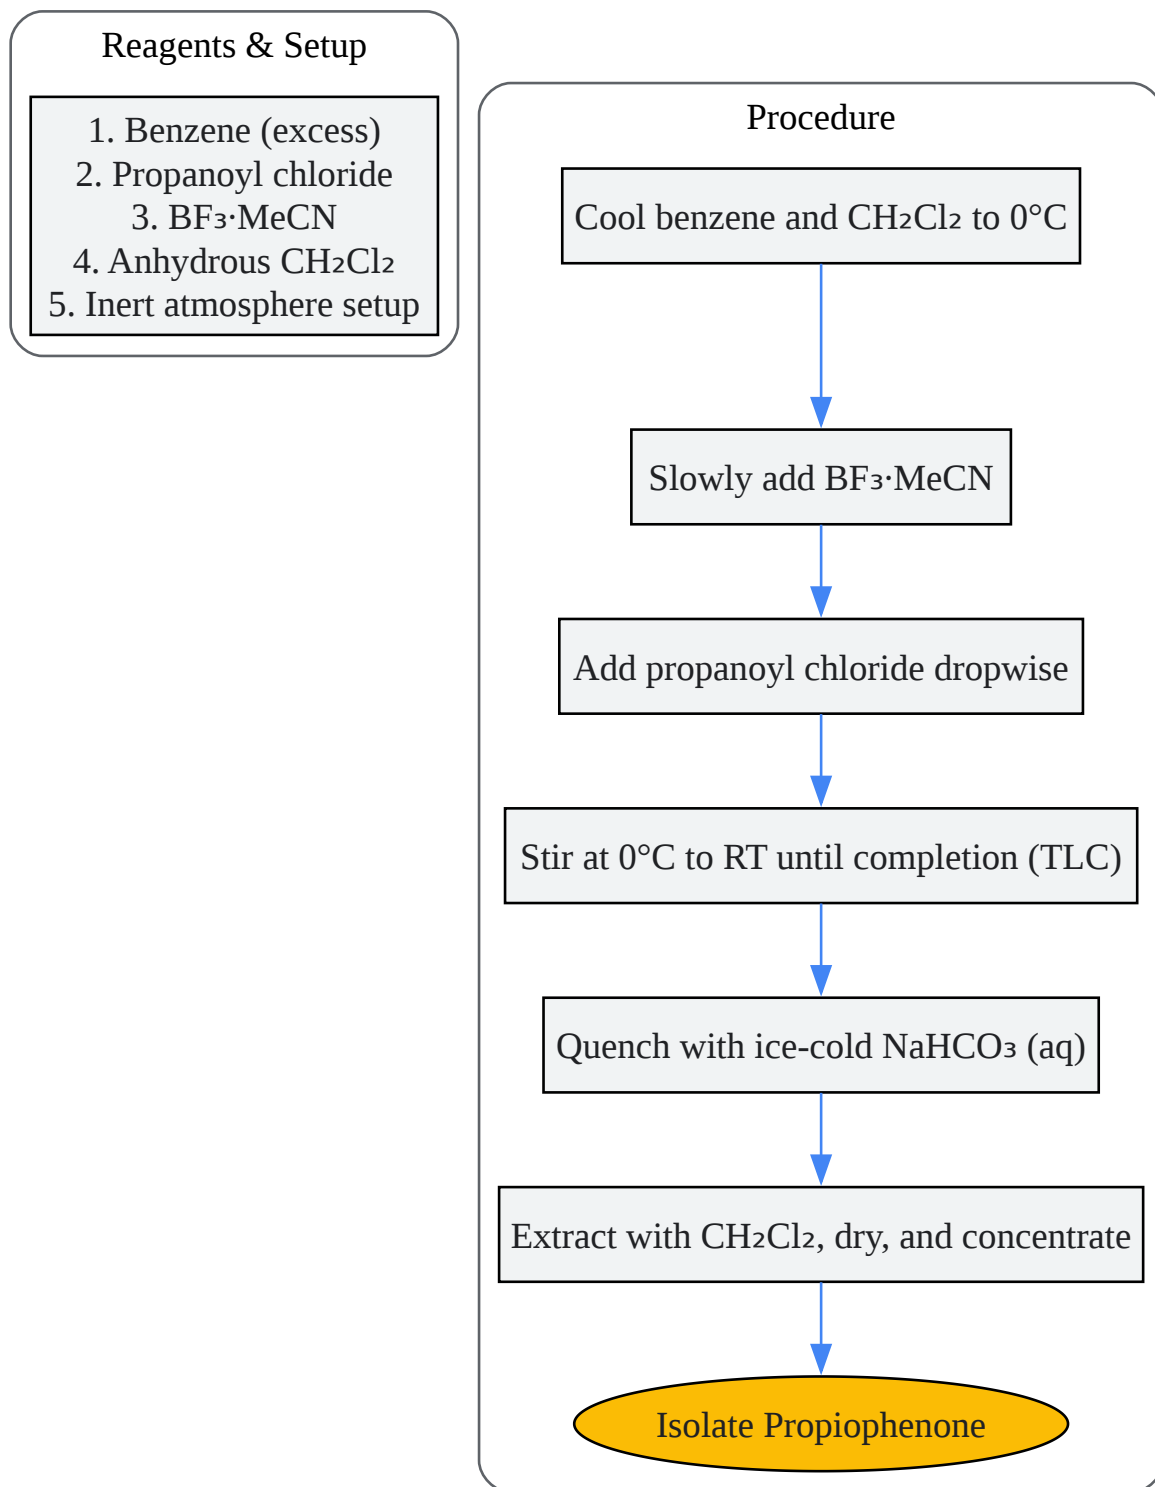 Reagents & Setup
1. Benzene (excess)
2. Propanoyl chloride
3. BF₃·MeCN
4. Anhydrous CH₂Cl₂
5. Inert atmosphere setup
Procedure
Cool benzene and CH₂Cl₂ to 0°C
Slowly add BF₃·MeCN
Add propanoyl chloride dropwise
Stir at 0°C to RT until completion (TLC)
Quench with ice-cold NaHCO₃ (aq)
Extract with CH₂Cl₂, dry, and concentrate
Isolate Propiophenone